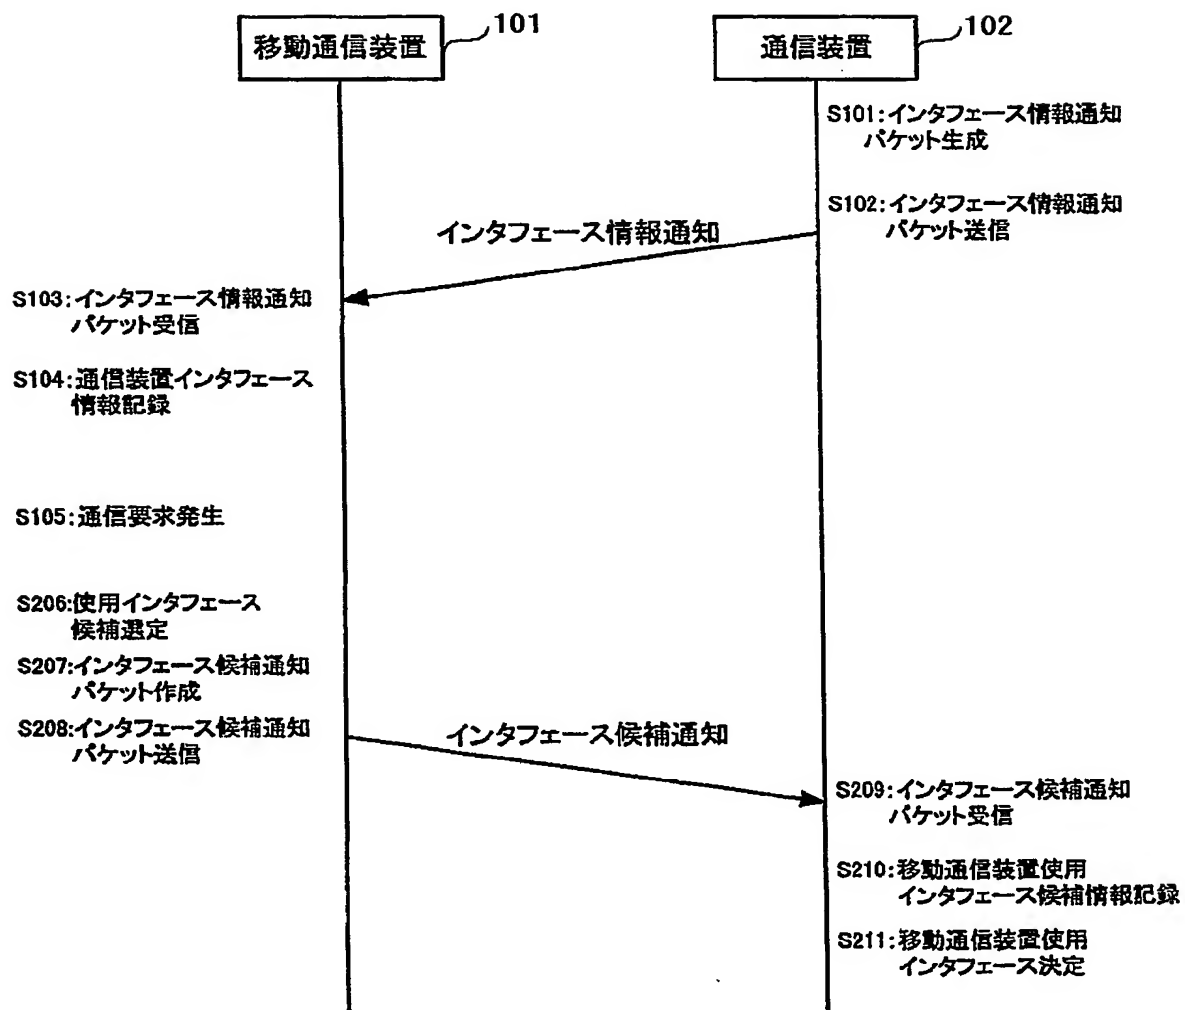 移動通信装置
101
通信装置
102
S101:インタフェース情報通知
パケット生成
S102:インタフェース情報通知
パケット送信
インタフェース情報通知
S103:インタフェース情報通知
パケット受信
S104:通信装置インタフェース
情報記録
S105:通信要求発生
S206:使用インタフェース
候補選定
S207:インタフェース候補通知
パケット作成
S208:インタフェース候補通知
パケット送信
インタフェース候補通知
S209:インタフェース候補通知
パケット受信
S210:移動通信装置使用
インタフェース候補情報記録
S211:移動通信装置使用
インタフェース決定